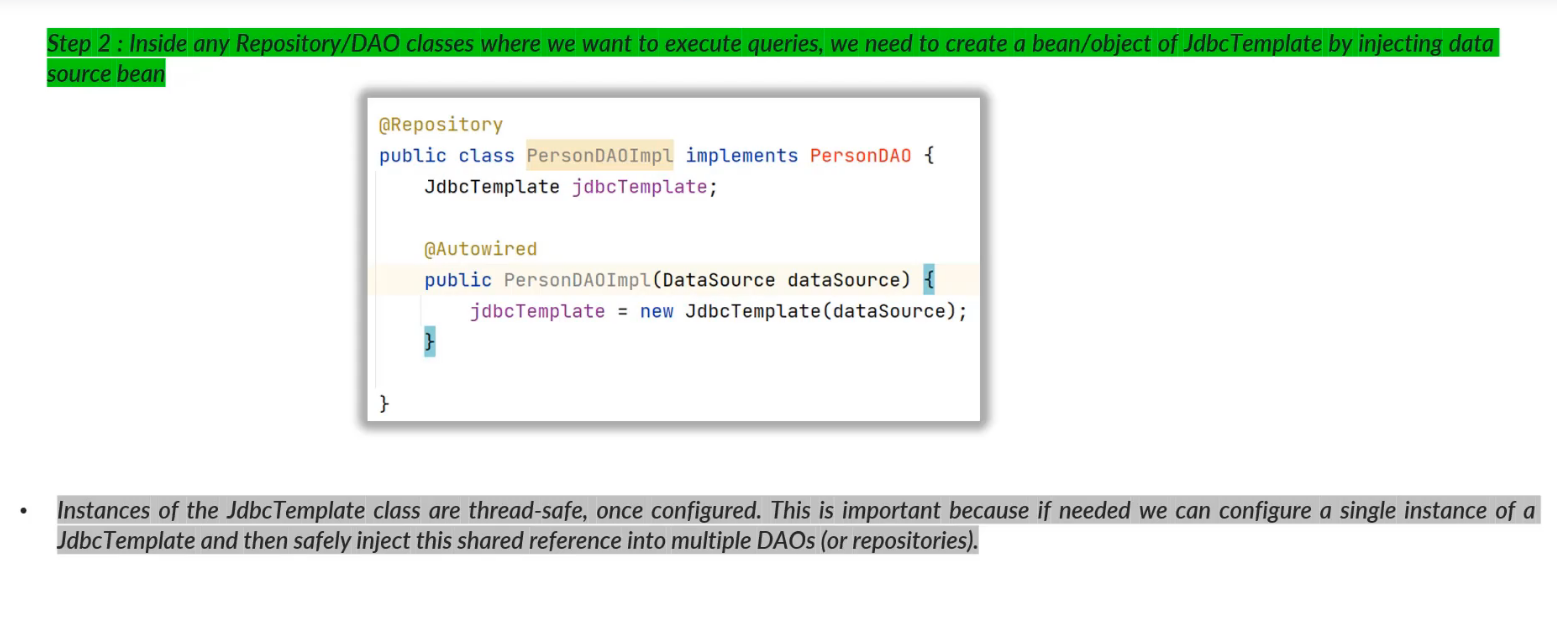 Step 2 : Inside any Repository/DAO classes where we want to execute queries, we need to create a bean/object of JdbcTemplate by injecting data
source bean
@Repository
public class PersonDAOImpl implements PersonDAO {
JdbcTemplate jdbcTemplate;
@Autowired
public PersonDAOImpl(DataSource dataSource) {
jdbcTemplate = new JdbcTemplate(dataSource);
}
}
• Instances of the JdbcTemplate class are thread-safe, once configured. This is important because if needed we can configure a single instance of a
JdbcTemplate and then safely inject this shared reference into multiple DAOs (or repositories).